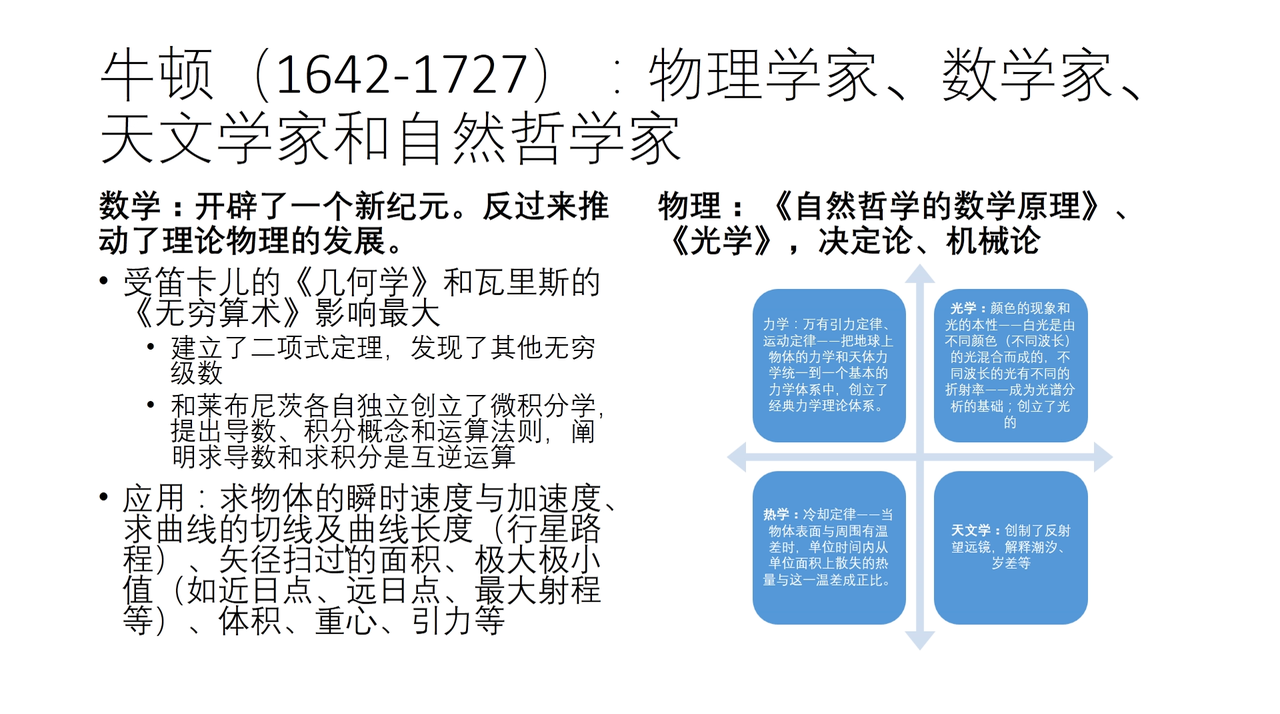 牛顿（1642-1727）：物理学家、数学家、
天文学家和自然哲学家
数学：开辟了一个新纪元。反过来推
动了理论物理的发展。
• 受笛卡儿的《几何学》和瓦里斯的
《无穷算术》影响最大
• 建立了二项式定理，发现了其他无穷
级数
• 和莱布尼茨各自独立创立了微积分学，
提出导数、积分概念和运算法则，阐
明求导数和求积分是互逆运算
• 应用：求物体的瞬时速度与加速度、
求曲线的切线及曲线长度（行星路
程）、矢径扫过的面积、极大极小
值（如近日点、远日点、最大射程
等）、体积、重心、引力等
物理：《自然哲学的数学原理》、
《光学》，决定论、机械论
力学：万有引力定律、
运动定律——把地球上
物体的力学和天体力
学统一到一个基本的
力学体系中，创立了
经典力学理论体系。
光学：颜色的现象和
光的本性——白光是由
不同颜色（不同波长）
的光混合而成的，不
同波长的光有不同的
折射率——成为光谱分
析的基础；创立了光
的
热学：冷却定律——当
物体表面与周围有温
差时，单位时间内从
单位面积上散失的热
量与这一温差成正比。
天文学：创制了反射
望远镜，解释潮汐、
岁差等